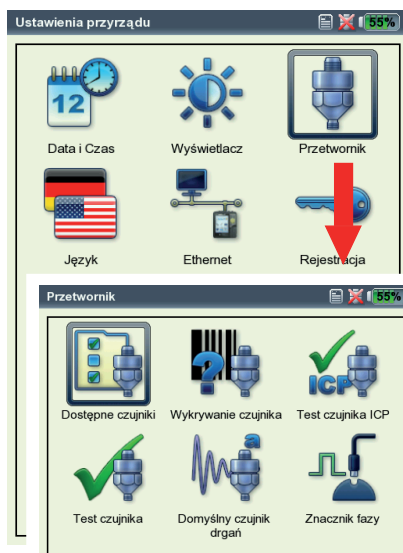 Ustawienia przyrządu 55%
12
Data i Czas Wyświetlacz Przetwornik
Język Ethernet Rejestracja
Przetwornik 55%
? ICP
Dostępne czujniki Wykrywanie czujnika Test czujnika ICP
a
Test czujnika Domyślny czujnik Znacznik fazy
drgań